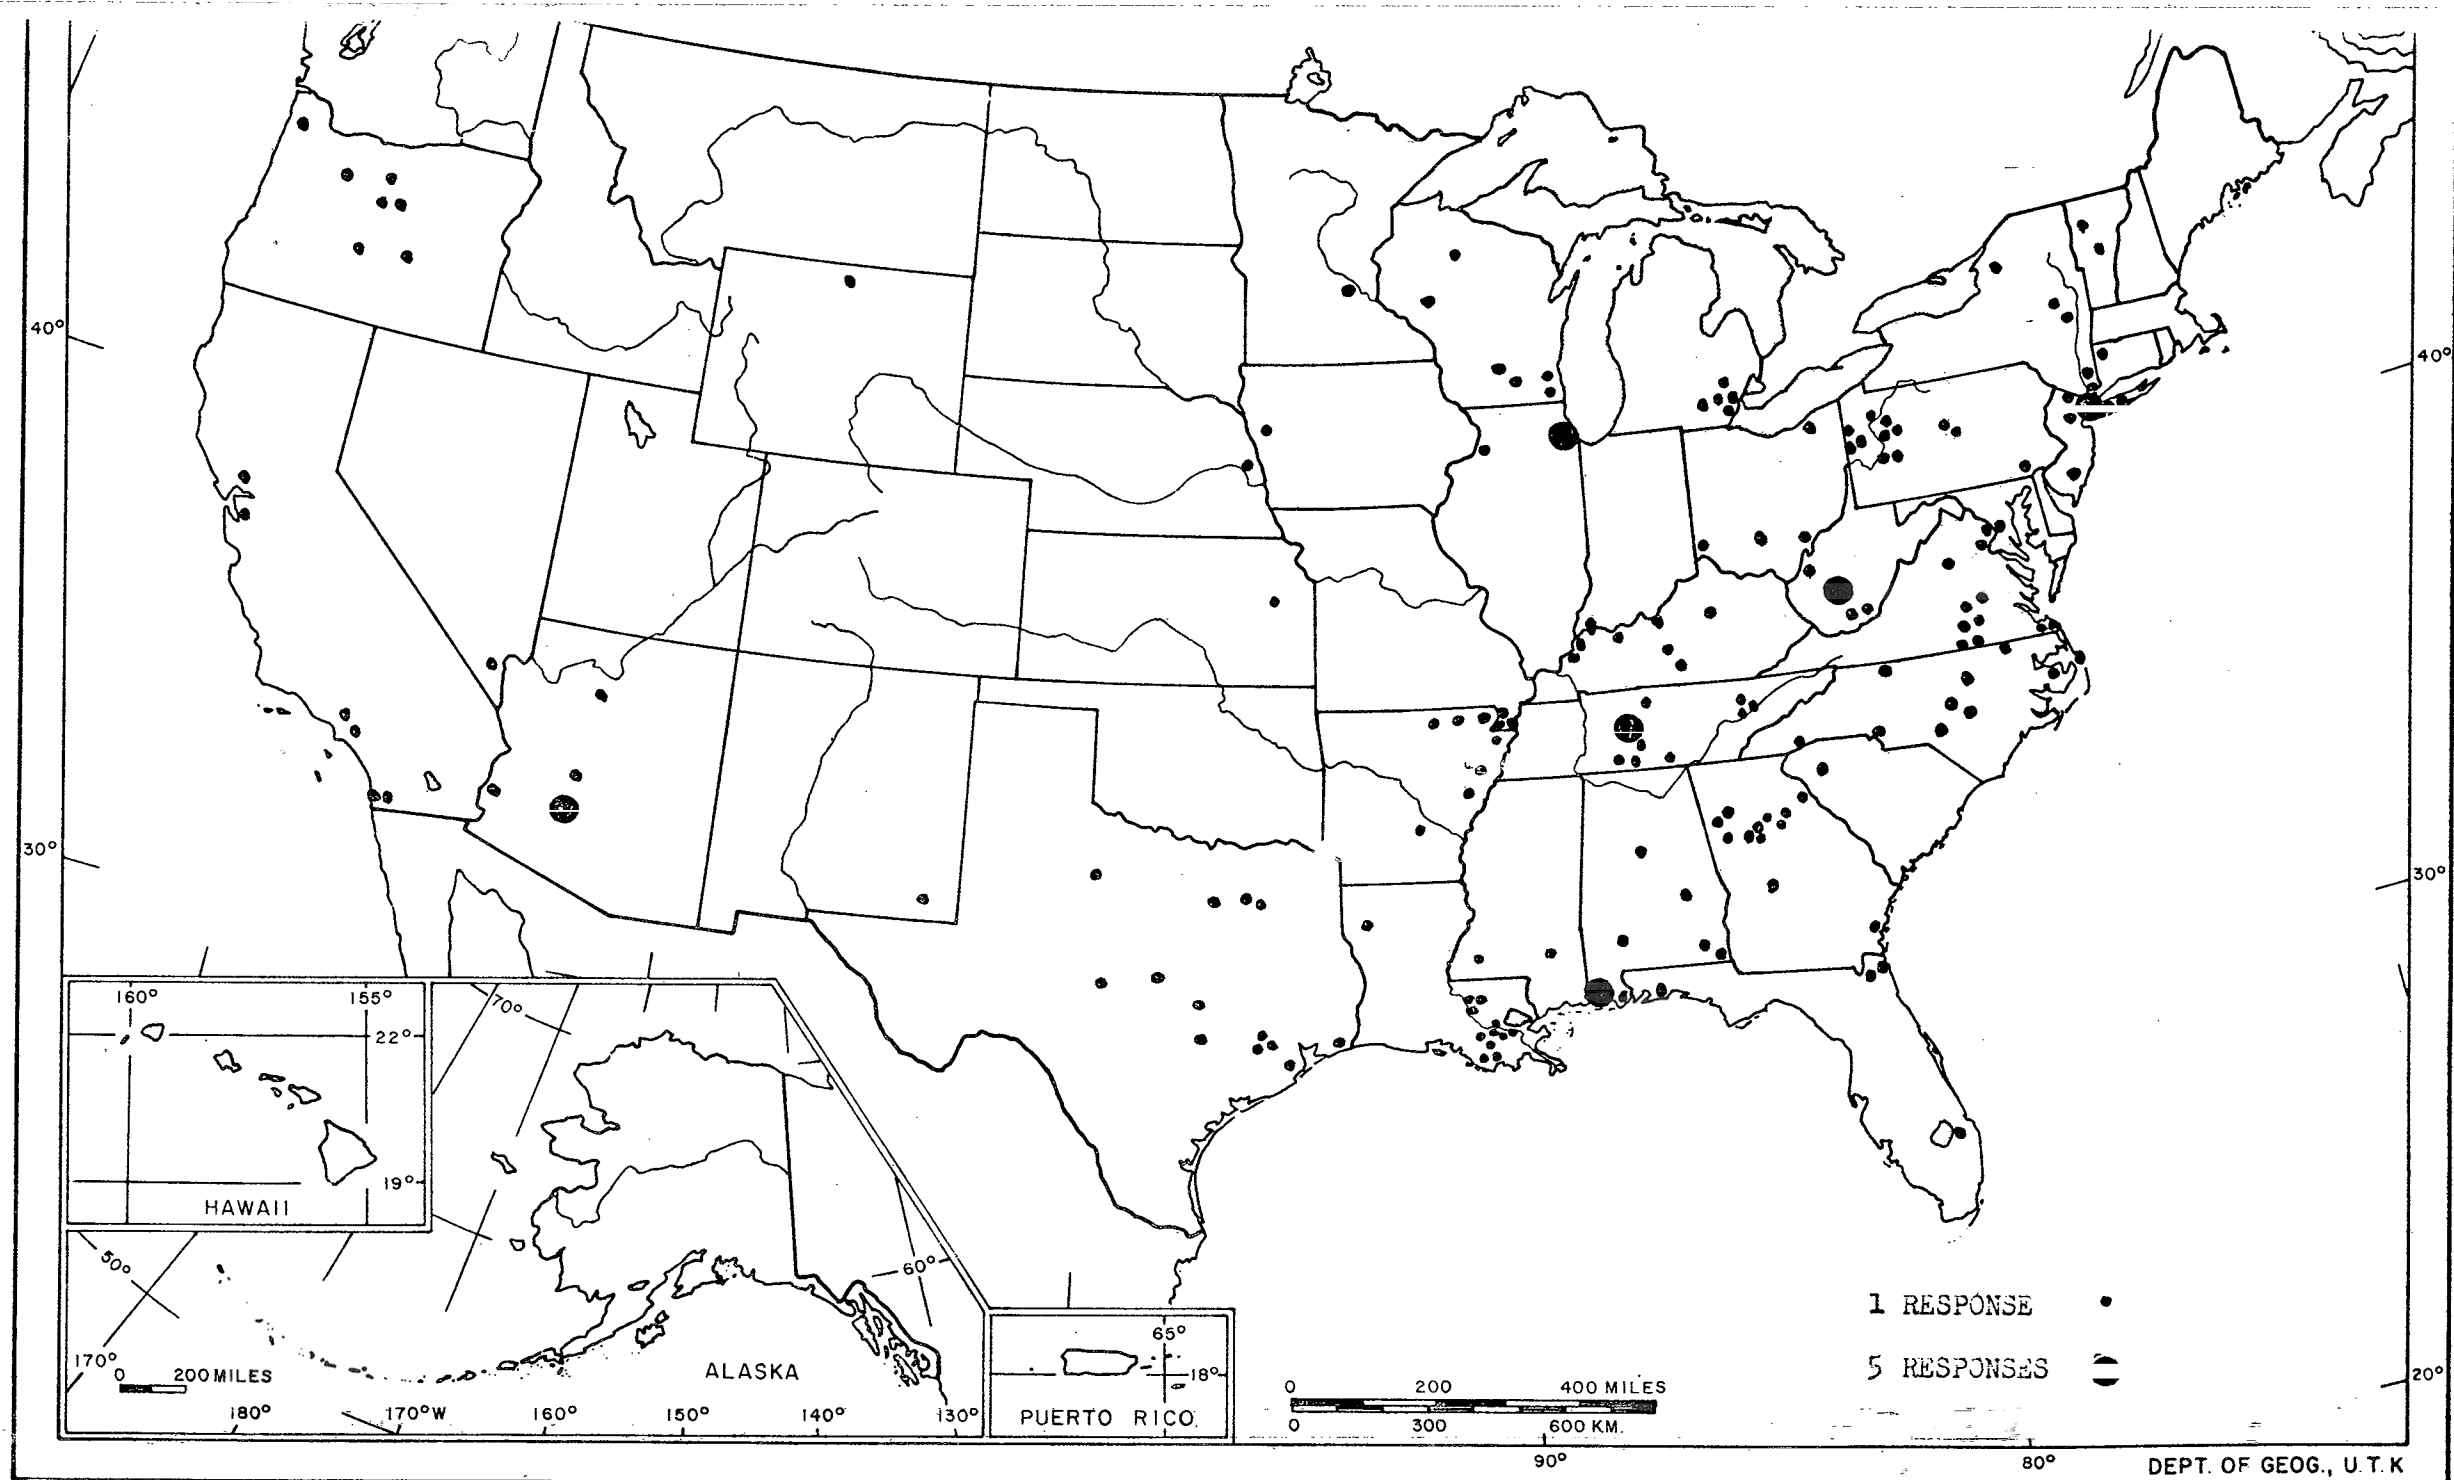 40°
40°
30°
30°
160°
155°
22°
19°
HAWAII
70°
50°
60°
170°
0 200 MILES
ALASKA
180° 170°W 160° 150° 140° 130°
65°
18°
PUERTO RICO
1 RESPONSE
5 RESPONSES
20°
0 200 400 MILES
0 300 600 KM.
90° 80°
DEPT. OF GEOG., U.T.K